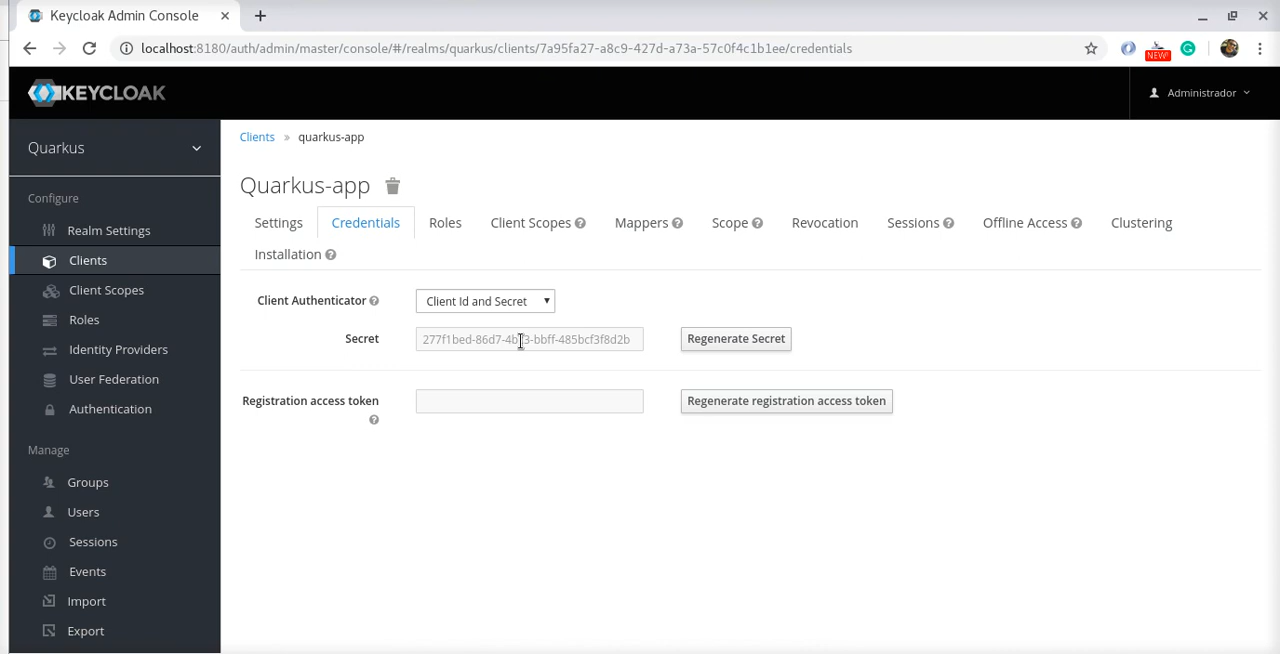 Keycloak Admin Console
localhost:8180/auth/admin/master/console/#/realms/quarkus/clients/7a95fa27-a8c9-427d-a73a-57c0f4c1b1ee/credentials
NEW!
KEYCLOAK
Administrador
Quarkus
Configure
Realm Settings
Clients
Client Scopes
Roles
Identity Providers
User Federation
Authentication
Manage
Groups
Users
Sessions
Events
Import
Export
Clients » quarkus-app
Quarkus-app
Settings Credentials Roles Client Scopes Mappers Scope Revocation Sessions Offline Access Clustering
Installation
Client Authenticator Client Id and Secret
Secret Regenerate Secret
Registration access token Regenerate registration access token